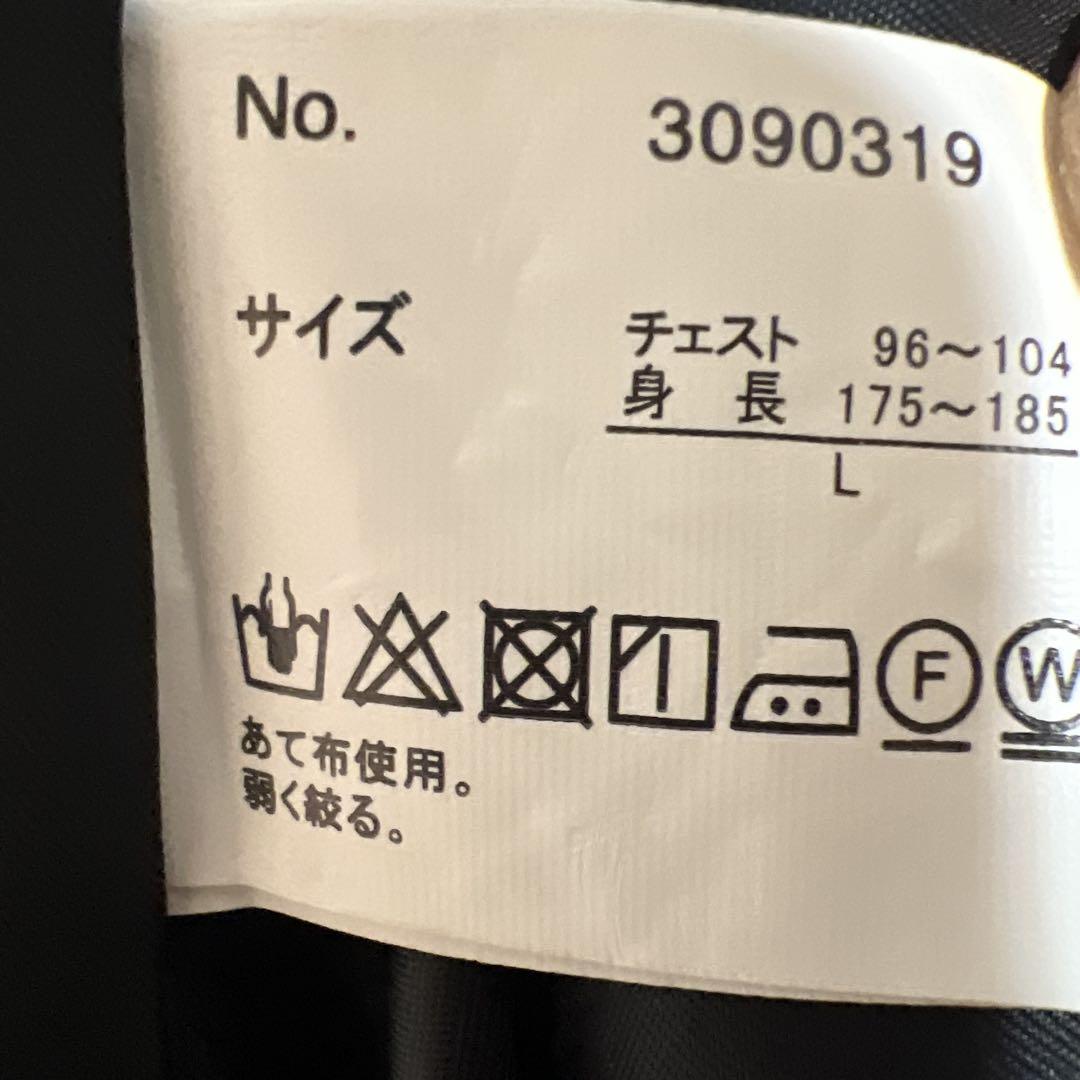 No. 3090319
サイズ チェスト 96～104
身長 175～185
L
F W
あて布使用。
弱く絞る。